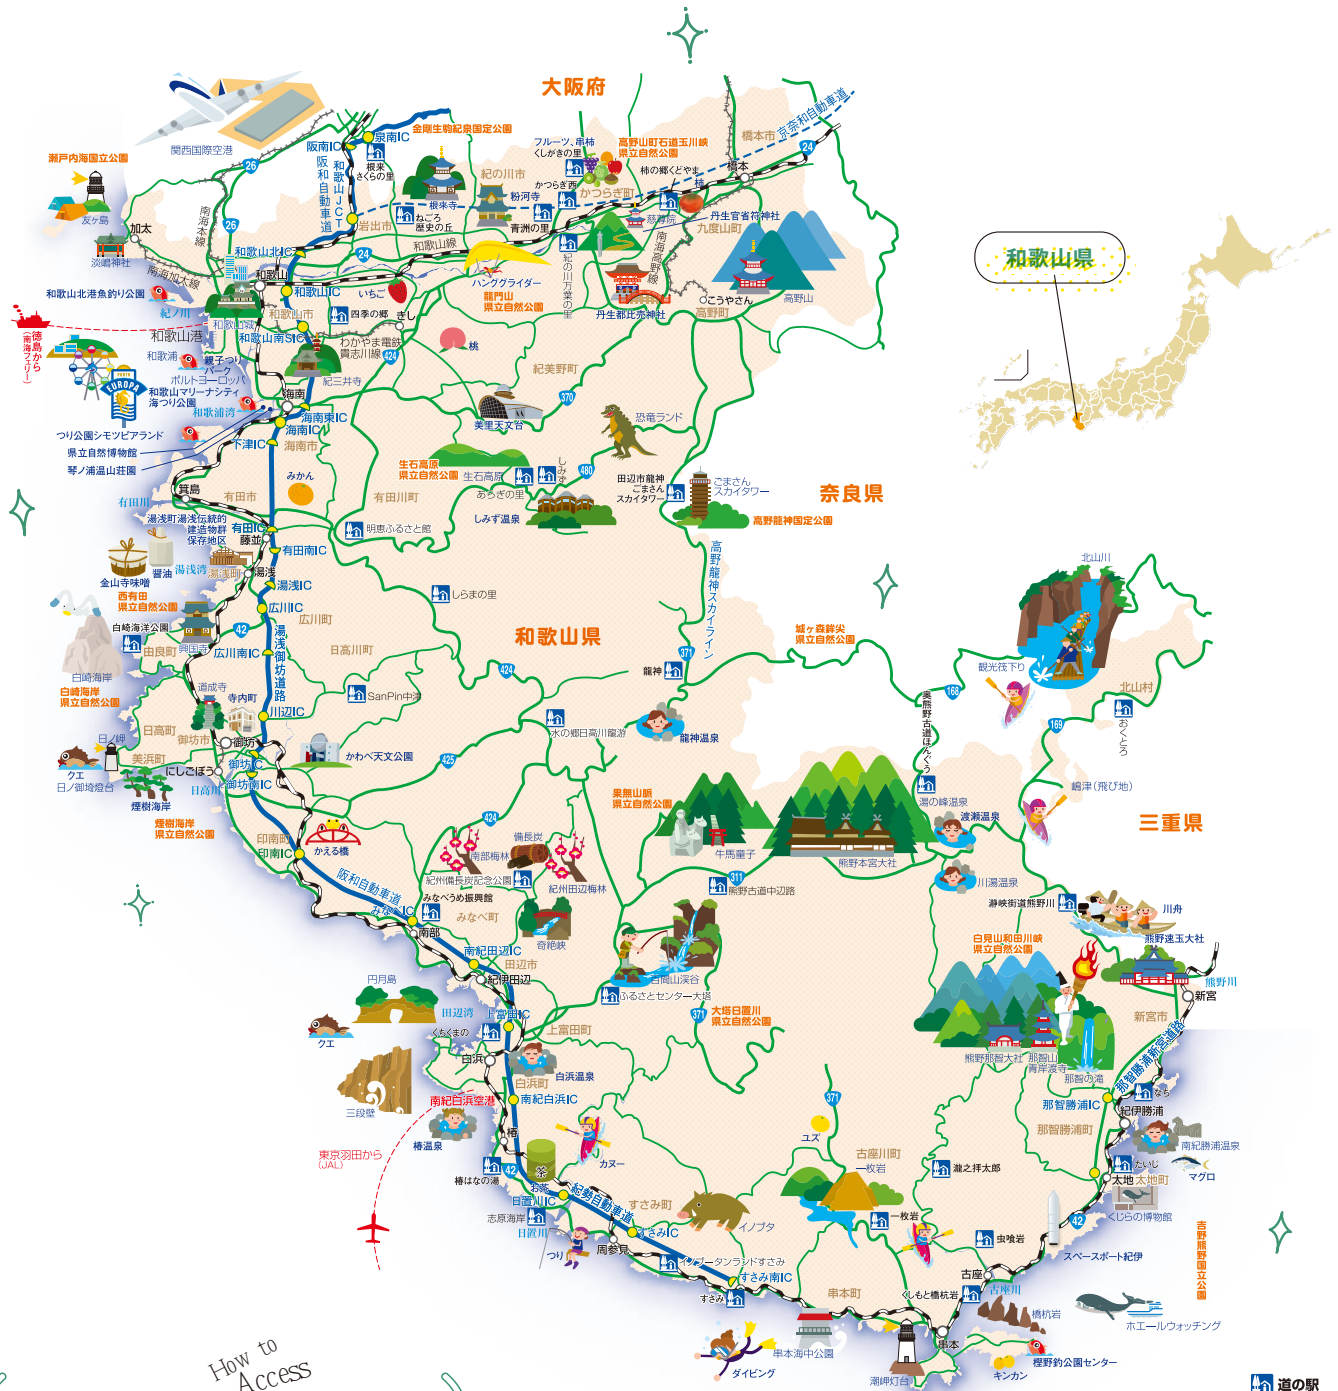 大阪府
関西国際空港
泉南IC
阪南IC
金剛生駒紀泉国定公園
根来
さくらの里
阪和自動車道
和歌山JCT
フルーツ、串柿
くしがきの里
高野山町石道玉川峡
県立自然公園
橋本市
京奈和自動車道
24
橋本
柿の郷くどやま
柿
かつらぎ西
かつらぎ町
紀の川市
粉河寺
根来寺
ねごろ
歴史の丘
青洲の里
慈尊院
丹生官省符神社
九度山町
瀬戸内海国立公園
友ヶ島
加太
淡嶋神社
南海本線
26
26
岩出市
和歌山北IC
24
和歌山線
南海加太線
和歌山
和歌山IC
いちご
ハンググライダー
龍門山
県立自然公園
紀の川万葉の里
南海高野線
こうやさん
高野町
高野山
丹生都比売神社
和歌山北港魚釣り公園
紀ノ川
和歌山城
和歌山市
四季の郷
きし
和歌山港
和歌山南SIC
わかやま電鉄
貴志川線
424
桃
徳島から
(南海フェリー)
和歌浦
親子つり
パーク
ポルトヨーロッパ
PORTO
EUROPA
和歌山マリーナシティ
海つり公園
和歌浦湾
紀三井寺
紀美野町
370
海南
海南東IC
海南IC
美里天文台
恐竜ランド
つり公園シモツピアランド
県立自然博物館
琴ノ浦温山荘園
下津IC
海南市
みかん
生石高原
県立自然公園
生石高原
しみず
480
あらぎの里
しみず温泉
田辺市龍神
ごまさん
スカイタワー
ごまさん
スカイタワー
高野龍神国定公園
奈良県
和歌山県
箕島
有田川
有田市
有田川町
湯浅町湯浅伝統的
建造物群
保存地区
有田IC
藤並
明恵ふるさと館
有田南IC
金山寺味噌
醤油
湯浅湾
湯浅町
湯浅
湯浅IC
しらまの里
高野龍神スカイライン
北山川
西有田
県立自然公園
白崎海洋公園
広川IC
広川町
湯浅御坊道路
和歌山県
城ヶ森鉾尖
県立自然公園
由良町
興国寺
42
広川南IC
日高川町
371
424
龍神
168
観光筏下り
北山村
白崎海岸
白崎海岸
県立自然公園
道成寺
寺内町
SanPin中津
奥熊野古道ほんぐう
おくとろ
169
川辺IC
水の郷日高川龍游
龍神温泉
日高町
日ノ岬
御坊市
御坊
かわべ天文公園
425
美浜町
御坊IC
にしごぼう
御坊南IC
クエ
日ノ御埼燈台
日高川
煙樹海岸
煙樹海岸
県立自然公園
湯の峰温泉
嶋津（飛び地）
三重県
果無山脈
県立自然公園
渡瀬温泉
印南町
印南IC
かえる橋
424
備長炭
南部梅林
紀州備長炭記念公園
紀州田辺梅林
牛馬童子
熊野本宮大社
311
熊野古道中辺路
川湯温泉
瀞峡街道熊野川
川舟
阪和自動車道
みなべIC
みなべうめ振興館
みなべ町
南部
奇絶峡
白見山和田川峡
県立自然公園
熊野速玉大社
熊野川
新宮
南紀田辺IC
田辺市
紀伊田辺
百間山渓谷
ふるさとセンター大塔
371
大塔日置川
県立自然公園
円月島
田辺湾
クエ
上富田IC
くちくまの
上富田町
新宮市
那智勝浦新宮道路
熊野那智大社
那智山
青岸渡寺
那智の滝
白浜
白浜町
白浜温泉
三段壁
南紀白浜空港
南紀白浜IC
椿温泉
那智勝浦IC
なち
紀伊勝浦
那智勝浦町
東京羽田から
(JAL)
371
ユズ
椿
カヌー
古座川町
一枚岩
南紀勝浦温泉
瀧之拝太郎
たいじ
太地
太地町
マグロ
椿はなの湯
42
茶
お茶
日置川IC
紀勢自動車道
すさみ町
イノブタ
一枚岩
くじらの博物館
42
志原海岸
日置川
すさみIC
つり
周参見
虫喰岩
スペースポート紀伊
吉野熊野国立公園
イノブータンランドすさみ
すさみ南IC
すさみ
串本町
古座
古座川
くしもと橋杭岩
橋杭岩
ホエールウォッチング
串本海中公園
ダイビング
串本
潮岬灯台
キンカン
樫野釣公園センター
How to
Access
道の駅